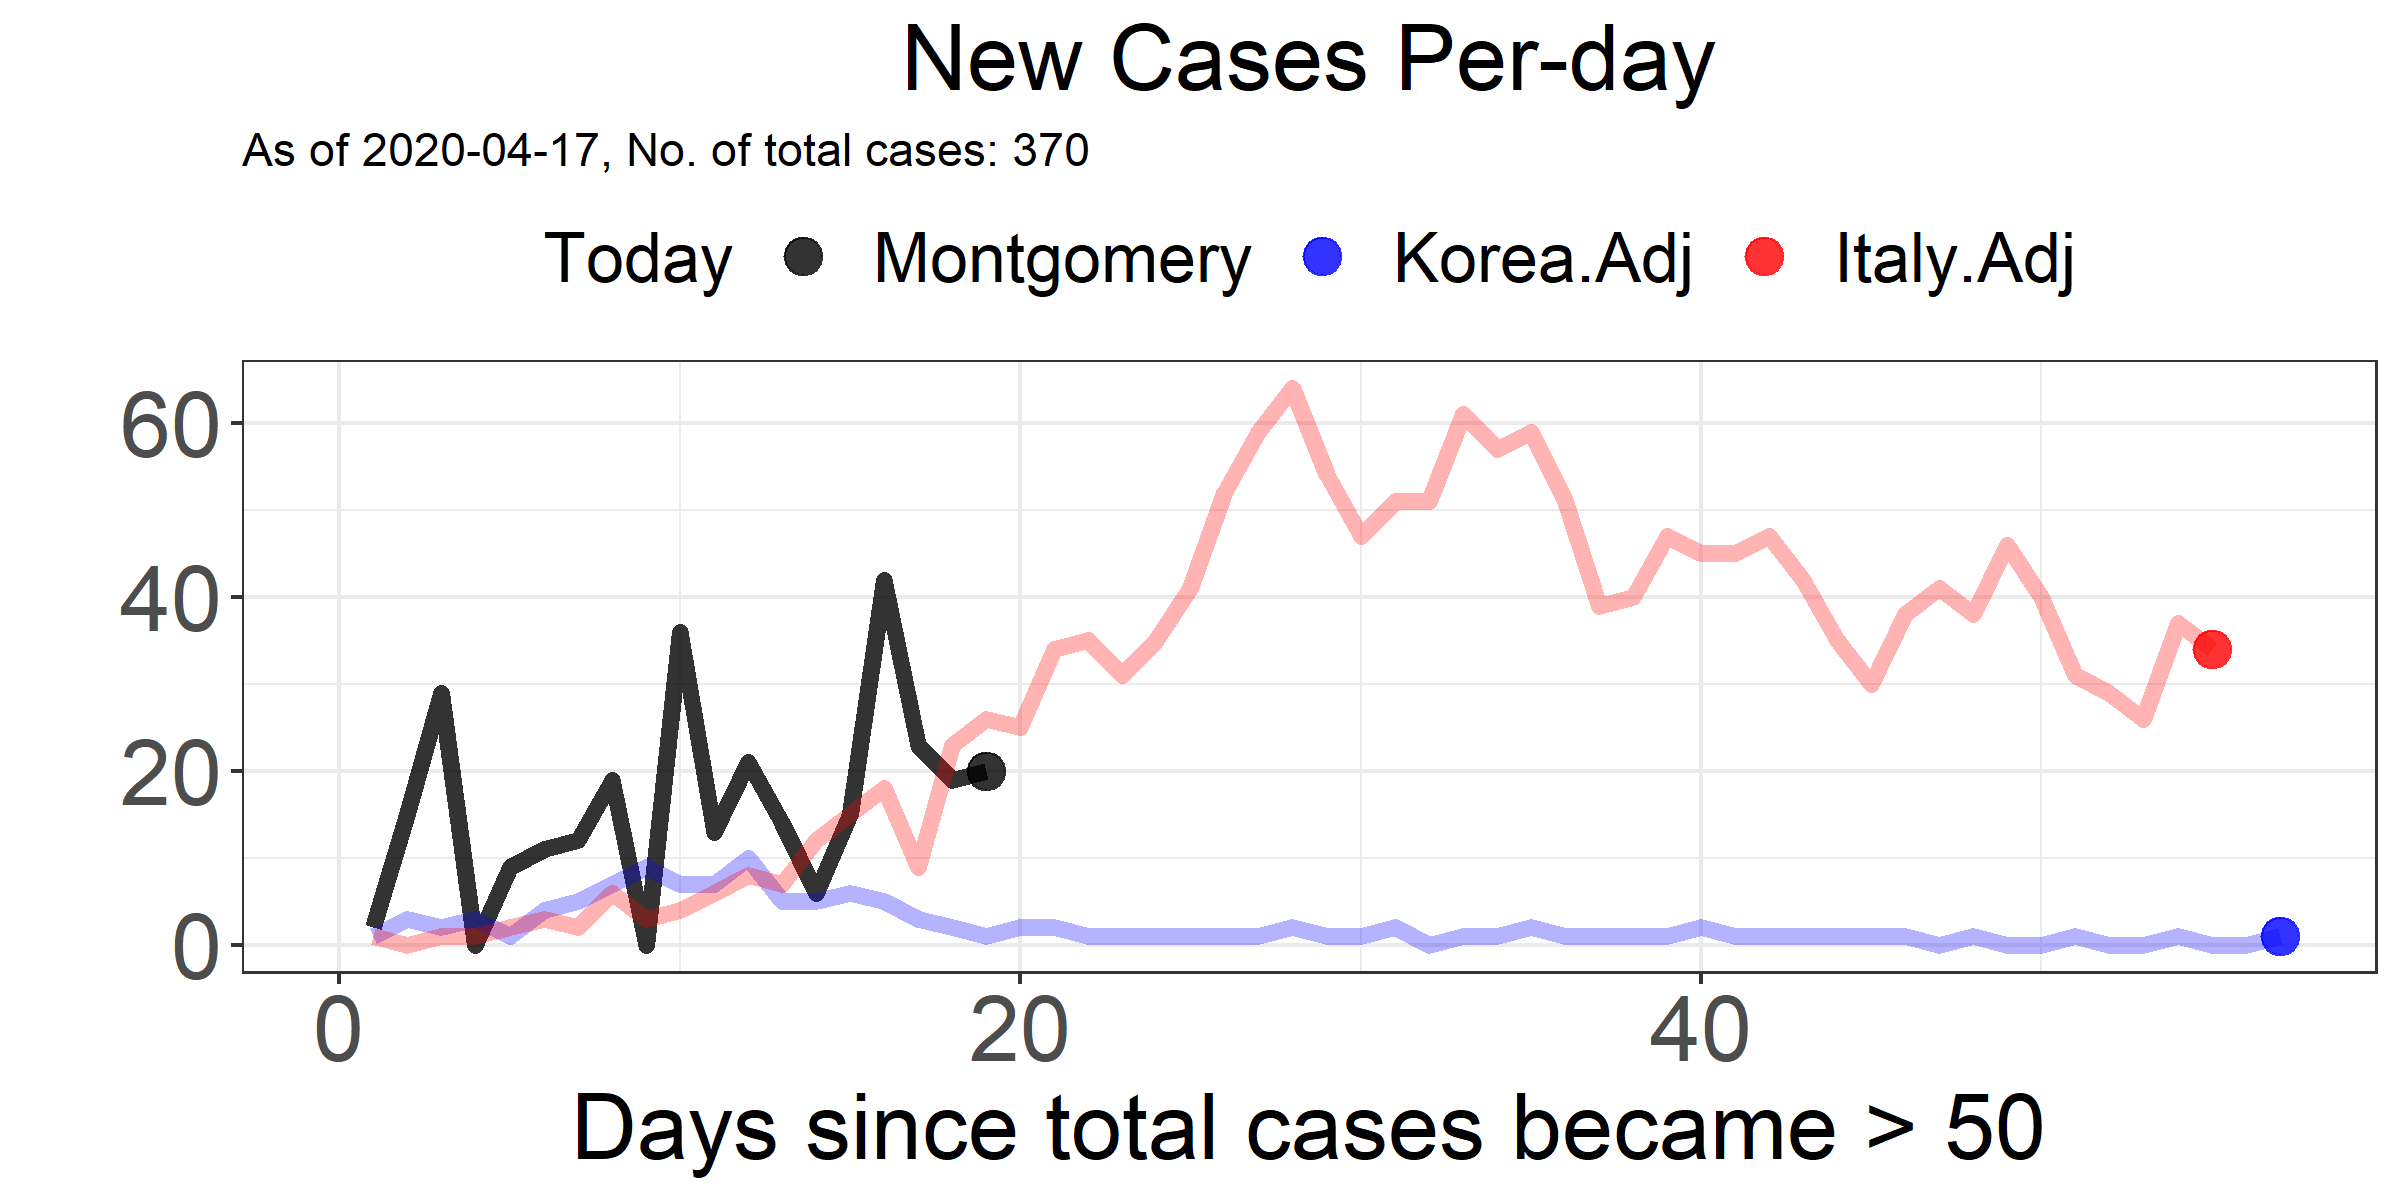 New Cases Per-day
As of 2020-04-17, No. of total cases: 370
Today Montgomery Korea.Adj Italy.Adj
60
40
20
0
0 20 40
Days since total cases became > 50